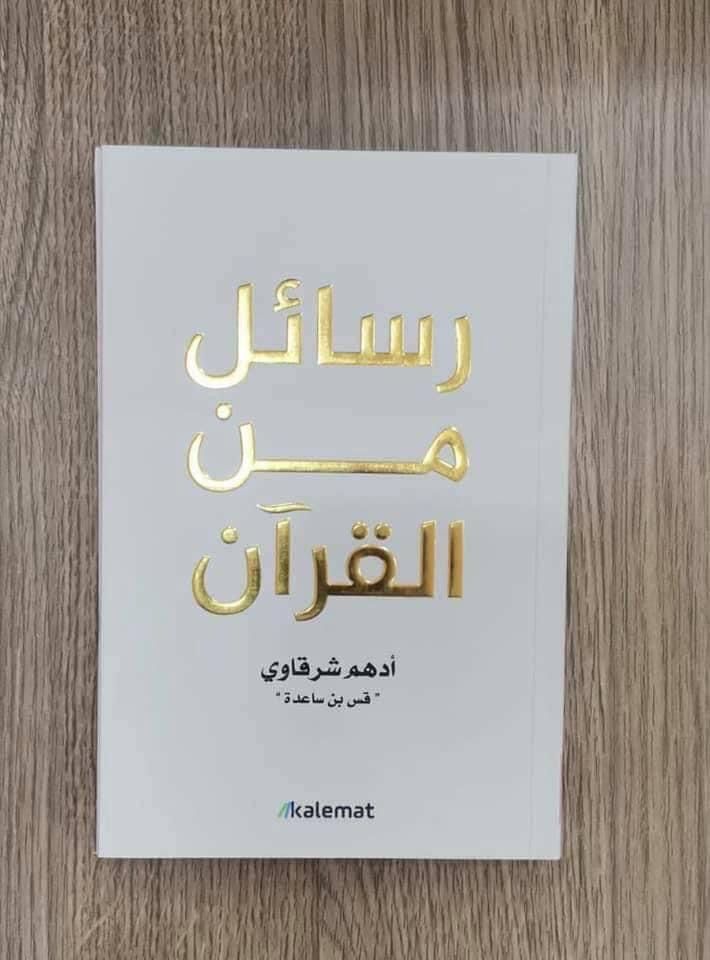 رسائل
من
القرآن
أدهم شرقاوي
"قس بن ساعدة"
kalemat